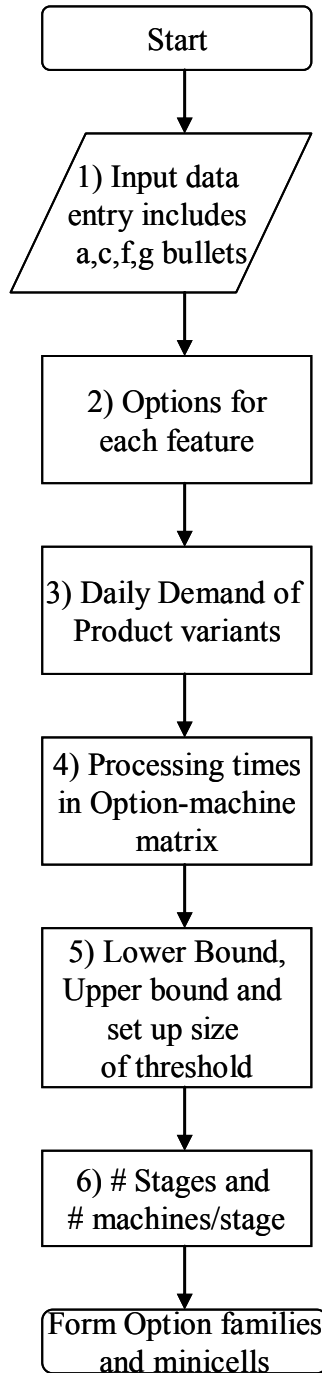 Start
1) Input data
entry includes
a,c,f,g bullets
2) Options for
each feature
3) Daily Demand of
Product variants
4) Processing times
in Option-machine
matrix
5) Lower Bound,
Upper bound and
set up size
of threshold
6) # Stages and
# machines/stage
Form Option families
and minicells